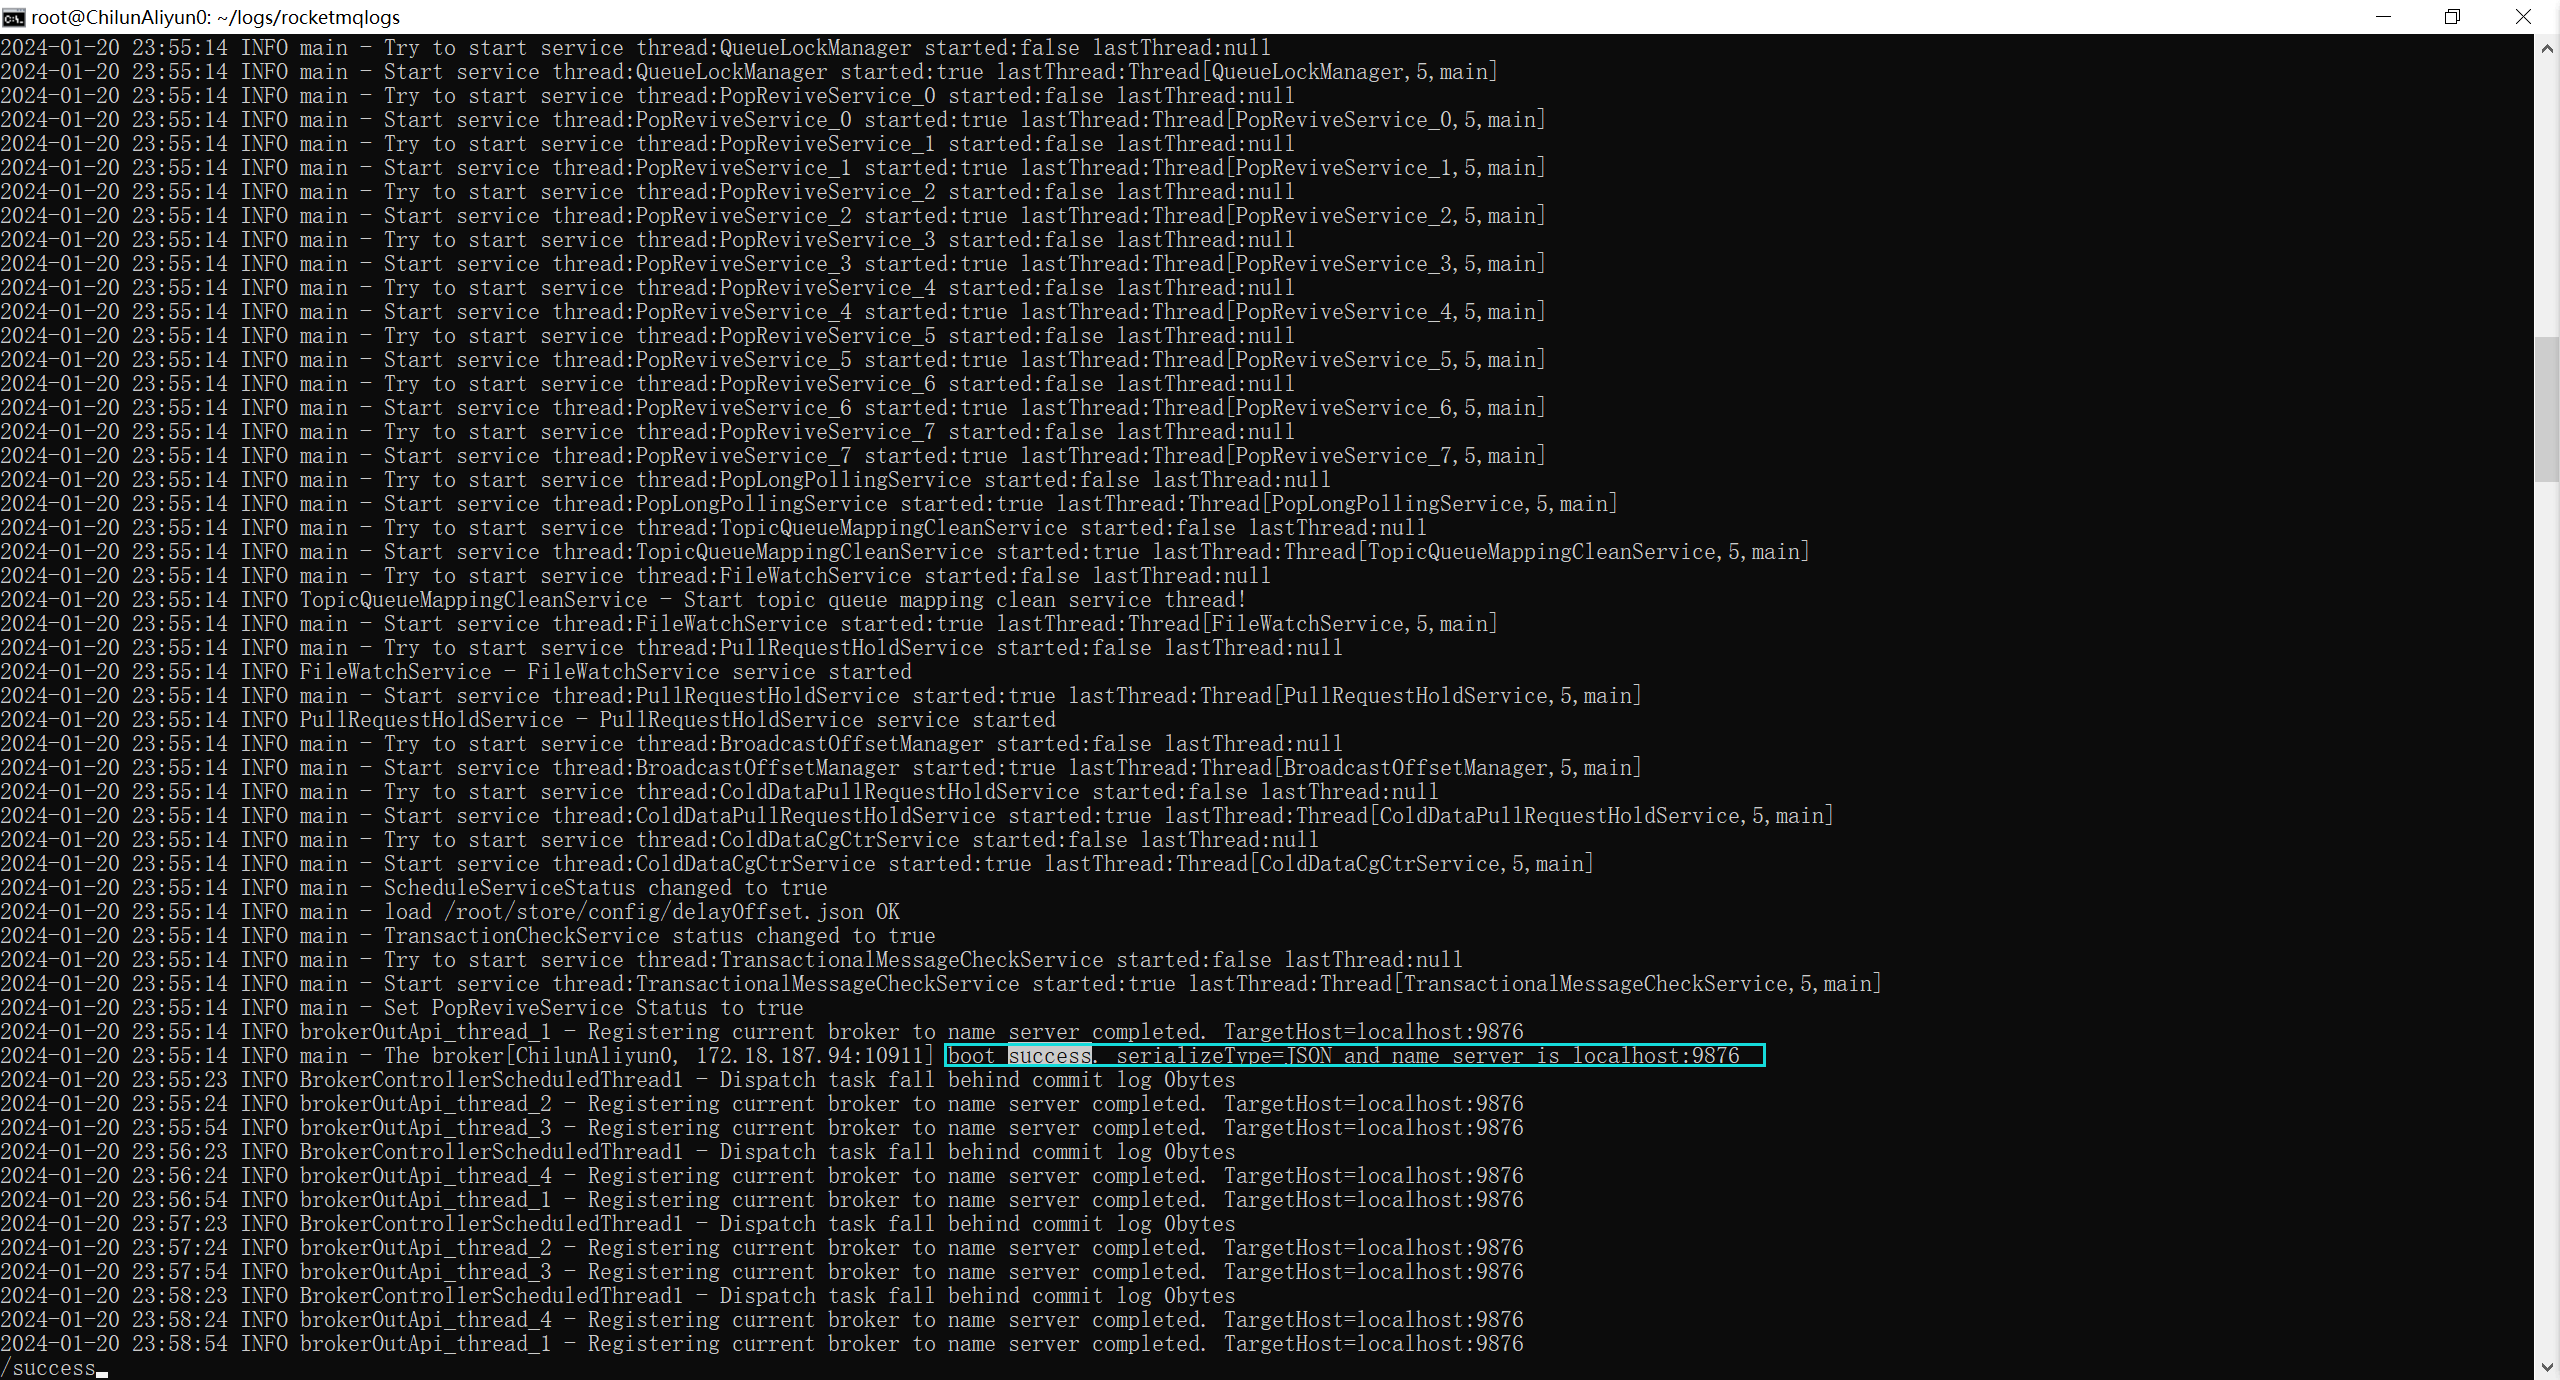 root@ChilunAliyun0: ~/logs/rocketmqlogs
2024-01-20 23:55:14 INFO main - Try to start service thread:QueueLockManager started:false lastThread:null
2024-01-20 23:55:14 INFO main - Start service thread:QueueLockManager started:true lastThread:Thread[QueueLockManager,5,main]
2024-01-20 23:55:14 INFO main - Try to start service thread:PopReviveService_0 started:false lastThread:null
2024-01-20 23:55:14 INFO main - Start service thread:PopReviveService_0 started:true lastThread:Thread[PopReviveService_0,5,main]
2024-01-20 23:55:14 INFO main - Try to start service thread:PopReviveService_1 started:false lastThread:null
2024-01-20 23:55:14 INFO main - Start service thread:PopReviveService_1 started:true lastThread:Thread[PopReviveService_1,5,main]
2024-01-20 23:55:14 INFO main - Try to start service thread:PopReviveService_2 started:false lastThread:null
2024-01-20 23:55:14 INFO main - Start service thread:PopReviveService_2 started:true lastThread:Thread[PopReviveService_2,5,main]
2024-01-20 23:55:14 INFO main - Try to start service thread:PopReviveService_3 started:false lastThread:null
2024-01-20 23:55:14 INFO main - Start service thread:PopReviveService_3 started:true lastThread:Thread[PopReviveService_3,5,main]
2024-01-20 23:55:14 INFO main - Try to start service thread:PopReviveService_4 started:false lastThread:null
2024-01-20 23:55:14 INFO main - Start service thread:PopReviveService_4 started:true lastThread:Thread[PopReviveService_4,5,main]
2024-01-20 23:55:14 INFO main - Try to start service thread:PopReviveService_5 started:false lastThread:null
2024-01-20 23:55:14 INFO main - Start service thread:PopReviveService_5 started:true lastThread:Thread[PopReviveService_5,5,main]
2024-01-20 23:55:14 INFO main - Try to start service thread:PopReviveService_6 started:false lastThread:null
2024-01-20 23:55:14 INFO main - Start service thread:PopReviveService_6 started:true lastThread:Thread[PopReviveService_6,5,main]
2024-01-20 23:55:14 INFO main - Try to start service thread:PopReviveService_7 started:false lastThread:null
2024-01-20 23:55:14 INFO main - Start service thread:PopReviveService_7 started:true lastThread:Thread[PopReviveService_7,5,main]
2024-01-20 23:55:14 INFO main - Try to start service thread:PopLongPollingService started:false lastThread:null
2024-01-20 23:55:14 INFO main - Start service thread:PopLongPollingService started:true lastThread:Thread[PopLongPollingService,5,main]
2024-01-20 23:55:14 INFO main - Try to start service thread:TopicQueueMappingCleanService started:false lastThread:null
2024-01-20 23:55:14 INFO main - Start service thread:TopicQueueMappingCleanService started:true lastThread:Thread[TopicQueueMappingCleanService,5,main]
2024-01-20 23:55:14 INFO main - Try to start service thread:FileWatchService started:false lastThread:null
2024-01-20 23:55:14 INFO TopicQueueMappingCleanService - Start topic queue mapping clean service thread!
2024-01-20 23:55:14 INFO main - Start service thread:FileWatchService started:true lastThread:Thread[FileWatchService,5,main]
2024-01-20 23:55:14 INFO main - Try to start service thread:PullRequestHoldService started:false lastThread:null
2024-01-20 23:55:14 INFO FileWatchService - FileWatchService service started
2024-01-20 23:55:14 INFO main - Start service thread:PullRequestHoldService started:true lastThread:Thread[PullRequestHoldService,5,main]
2024-01-20 23:55:14 INFO PullRequestHoldService - PullRequestHoldService service started
2024-01-20 23:55:14 INFO main - Try to start service thread:BroadcastOffsetManager started:false lastThread:null
2024-01-20 23:55:14 INFO main - Start service thread:BroadcastOffsetManager started:true lastThread:Thread[BroadcastOffsetManager,5,main]
2024-01-20 23:55:14 INFO main - Try to start service thread:ColdDataPullRequestHoldService started:false lastThread:null
2024-01-20 23:55:14 INFO main - Start service thread:ColdDataPullRequestHoldService started:true lastThread:Thread[ColdDataPullRequestHoldService,5,main]
2024-01-20 23:55:14 INFO main - Try to start service thread:ColdDataCgCtrService started:false lastThread:null
2024-01-20 23:55:14 INFO main - Start service thread:ColdDataCgCtrService started:true lastThread:Thread[ColdDataCgCtrService,5,main]
2024-01-20 23:55:14 INFO main - ScheduleServiceStatus changed to true
2024-01-20 23:55:14 INFO main - load /root/store/config/delayOffset.json OK
2024-01-20 23:55:14 INFO main - TransactionCheckService status changed to true
2024-01-20 23:55:14 INFO main - Try to start service thread:TransactionalMessageCheckService started:false lastThread:null
2024-01-20 23:55:14 INFO main - Start service thread:TransactionalMessageCheckService started:true lastThread:Thread[TransactionalMessageCheckService,5,main]
2024-01-20 23:55:14 INFO main - Set PopReviveService Status to true
2024-01-20 23:55:14 INFO brokerOutApi_thread_1 - Registering current broker to name server completed. TargetHost=localhost:9876
2024-01-20 23:55:14 INFO main - The broker[ChilunAliyun0, 172.18.187.94:10911] boot success. serializeType=JSON and name server is localhost:9876
2024-01-20 23:55:23 INFO BrokerControllerScheduledThread1 - Dispatch task fall behind commit log 0bytes
2024-01-20 23:55:24 INFO brokerOutApi_thread_2 - Registering current broker to name server completed. TargetHost=localhost:9876
2024-01-20 23:55:54 INFO brokerOutApi_thread_3 - Registering current broker to name server completed. TargetHost=localhost:9876
2024-01-20 23:56:23 INFO BrokerControllerScheduledThread1 - Dispatch task fall behind commit log 0bytes
2024-01-20 23:56:24 INFO brokerOutApi_thread_4 - Registering current broker to name server completed. TargetHost=localhost:9876
2024-01-20 23:56:54 INFO brokerOutApi_thread_1 - Registering current broker to name server completed. TargetHost=localhost:9876
2024-01-20 23:57:23 INFO BrokerControllerScheduledThread1 - Dispatch task fall behind commit log 0bytes
2024-01-20 23:57:24 INFO brokerOutApi_thread_2 - Registering current broker to name server completed. TargetHost=localhost:9876
2024-01-20 23:57:54 INFO brokerOutApi_thread_3 - Registering current broker to name server completed. TargetHost=localhost:9876
2024-01-20 23:58:23 INFO BrokerControllerScheduledThread1 - Dispatch task fall behind commit log 0bytes
2024-01-20 23:58:24 INFO brokerOutApi_thread_4 - Registering current broker to name server completed. TargetHost=localhost:9876
2024-01-20 23:58:54 INFO brokerOutApi_thread_1 - Registering current broker to name server completed. TargetHost=localhost:9876
/success